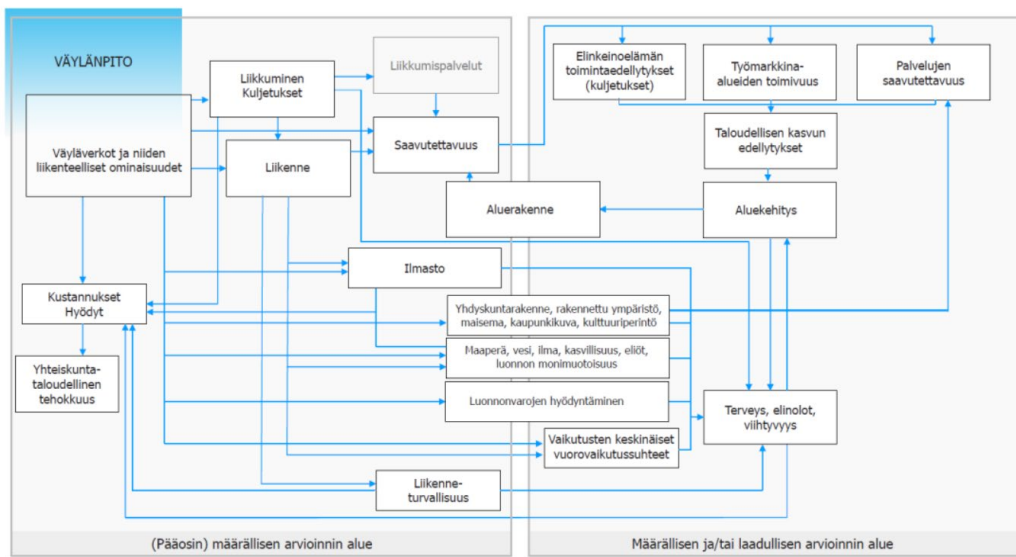 VÄYLÄNPITO
Väyläverkot ja niiden
liikenteelliset ominaisuudet
Liikkuminen
Kuljetukset
Liikkumispalvelut
Liikenne
Saavutettavuus
Elinkeinoelämän
toimintaedellytykset
(kuljetukset)
Työmarkkina-
alueiden toimivuus
Palvelujen
saavutettavuus
Taloudellisen kasvun
edellytykset
Aluerakenne
Aluekehitys
Ilmasto
Kustannukset
Hyödyt
Yhdyskuntarakenne, rakennettu ympäristö,
maisema, kaupunkikuva, kulttuuriperintö
Maaperä, vesi, ilma, kasvillisuus, eliöt,
luonnon monimuotoisuus
Yhteiskunta-
taloudellinen
tehokkuus
Luonnonvarojen hyödyntäminen
Terveys, elinolot,
viihtyvyys
Vaikutusten keskinäiset
vuorovaikutussuhteet
Liikenne-
turvallisuus
(Pääosin) määrällisen arvioinnin alue
Määrällisen ja/tai laadullisen arvioinnin alue